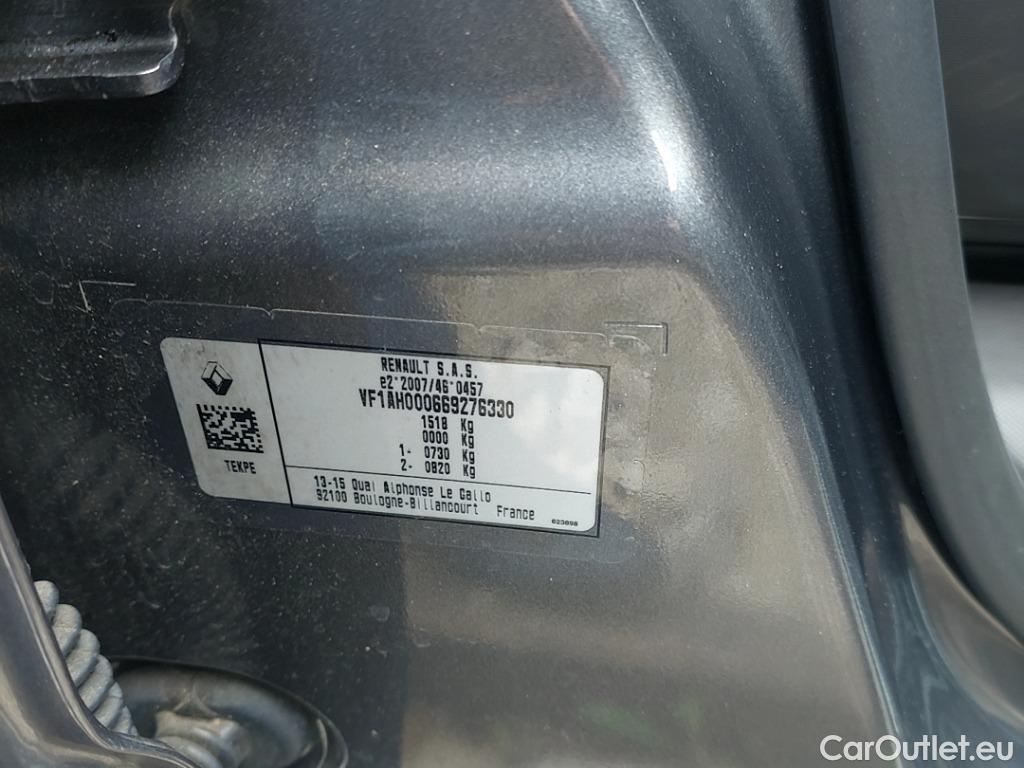 RENAULT S.A.S.
e2*2007/46*0457
VF1AH000669276330
1518 Kg
0000 Kg
1- 0730 Kg
2- 0820 Kg
TEKPE
13-15 Quai Alphonse Le Gallo
92100 Boulogne-Billancourt France
023098
CarOutlet.eu